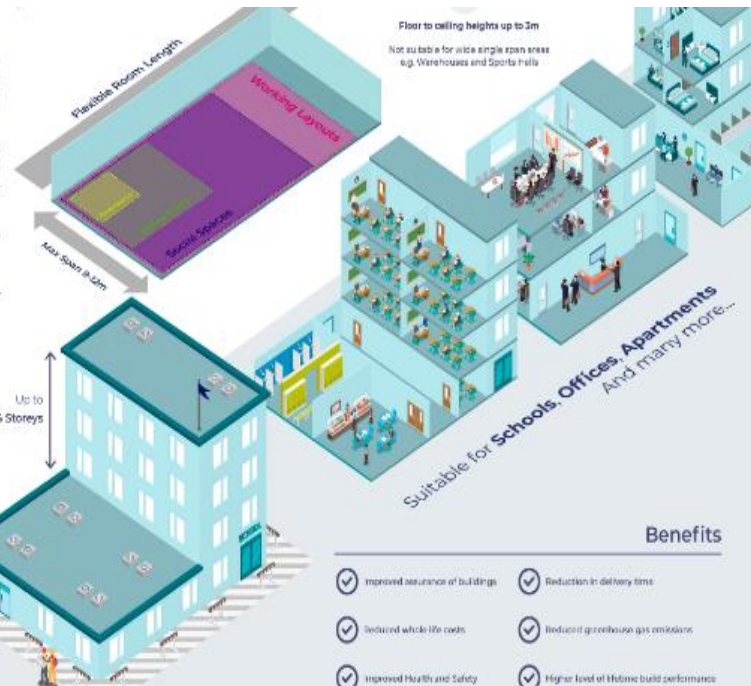 Floor to ceiling heights up to 3m
Not suitable for wide single span areas
e.g. Warehouses and Sports Halls
Flexible Room Length
Working Layouts
Social Spaces
Max Span 9-12m
Up to
Storeys
SCHOOL
Suitable for Schools, Offices, Apartments
And many more...
Benefits
Improved assurance of buildings
Reduction in delivery time
Reduced whole life costs
Reduced greenhouse gas emissions
Improved Health and Safety
Higher level of lifetime build performance